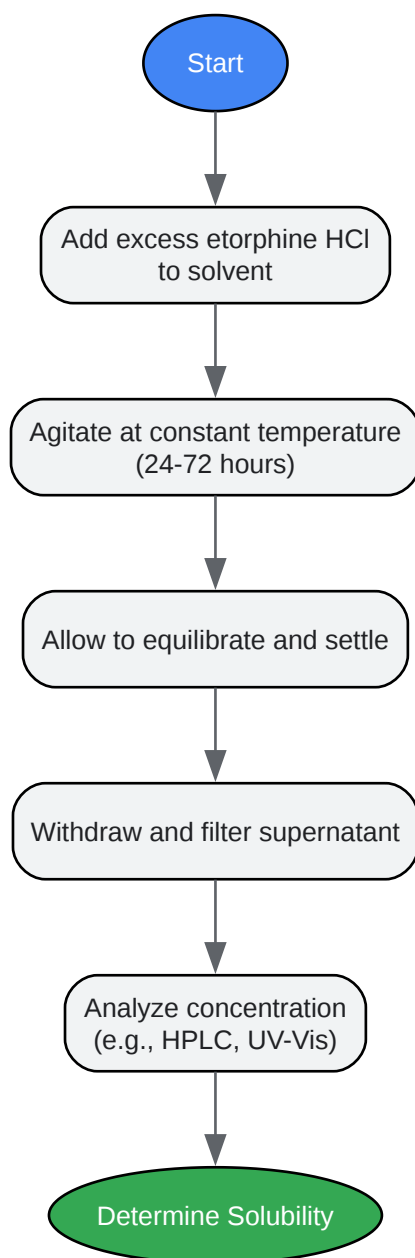 Start
Add excess etorphine HCl
to solvent
Agitate at constant temperature
(24-72 hours)
Allow to equilibrate and settle
Withdraw and filter supernatant
Analyze concentration
(e.g., HPLC, UV-Vis)
Determine Solubility